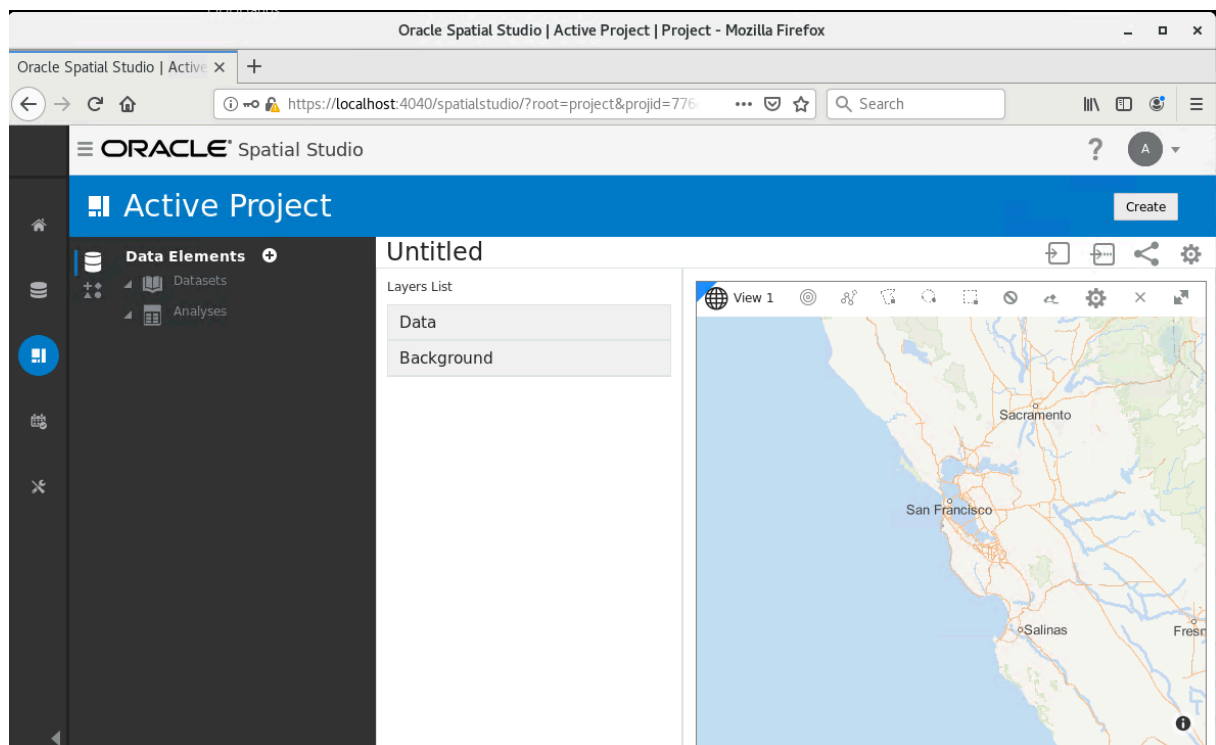 Oracle Spatial Studio | Active Project | Project - Mozilla Firefox
Oracle Spatial Studio | Active
https://localhost:4040/spatialstudio/?root=project&projid=776
Search
ORACLE® Spatial Studio
?
A
Active Project
Create
Data Elements
Datasets
Analyses
Untitled
Layers List
Data
Background
View 1
Sacramento
San Francisco
Salinas
Fresn